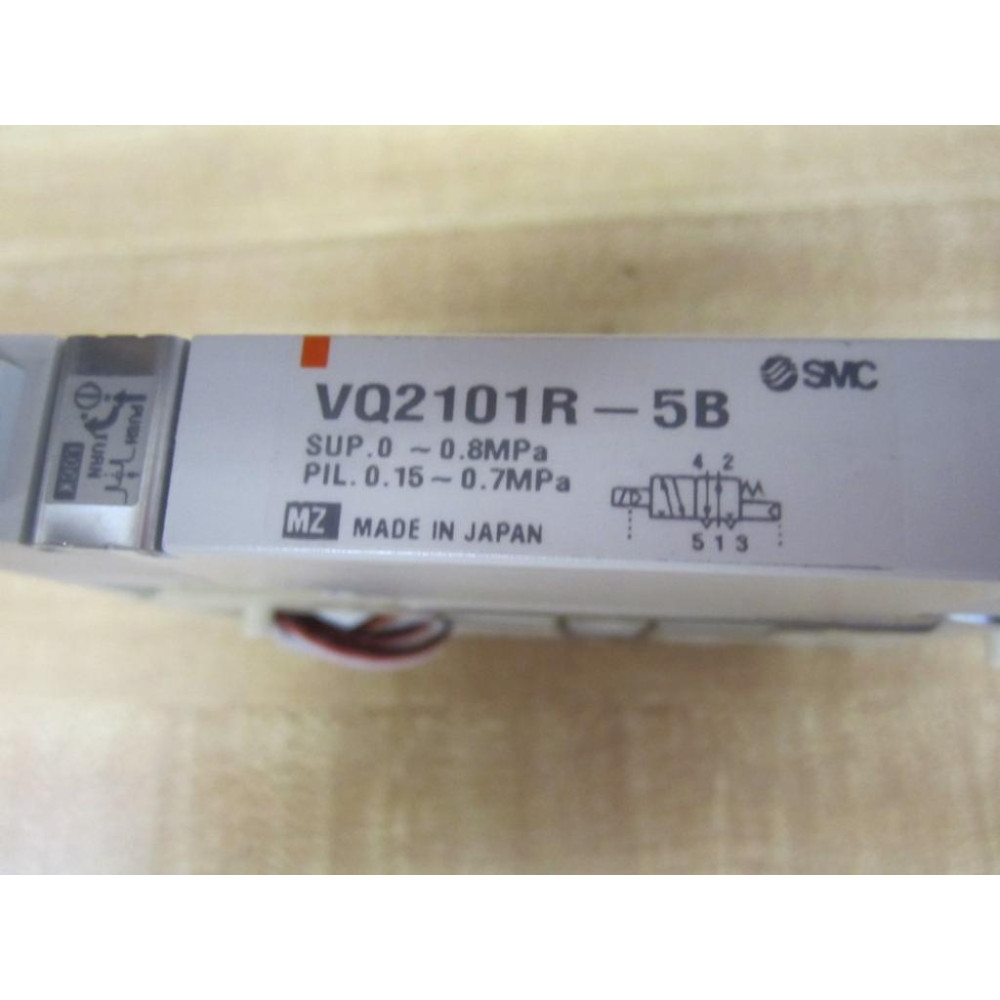 SMC
VQ2101R-5B
SUP.0 ~ 0.8MPa
PIL.0.15~0.7MPa
MZ MADE IN JAPAN
4 2
5 1 3
PUSH
TURN
LOCK